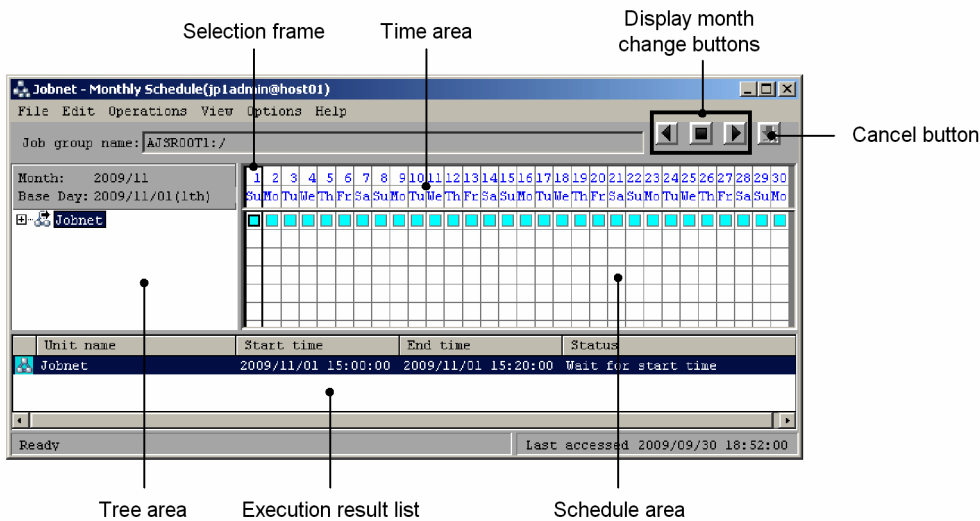 Selection frame
Time area
Display month
change buttons
Jobnet - Monthly Schedule(jp1admin@host01)
File Edit Operations View Options Help
Job group name: AJSROOT1:/
Cancel button
Month: 2009/11
1 2 3 4 5 6 7 8 9 10 11 12 13 14 15 16 17 18 19 20 21 22 23 24 25 26 27 28 29 30
Base Day: 2009/11/01(1th)
Su Mo Tu We Th Fr Sa Su Mo Tu We Th Fr Sa Su Mo Tu We Th Fr Sa Su Mo Tu We Th Fr Sa Su Mo
Jobnet
Unit name Start time End time Status
Jobnet 2009/11/01 15:00:00 2009/11/01 15:20:00 Wait for start time
Ready
Last accessed 2009/09/30 18:52:00
Tree area
Execution result list
Schedule area